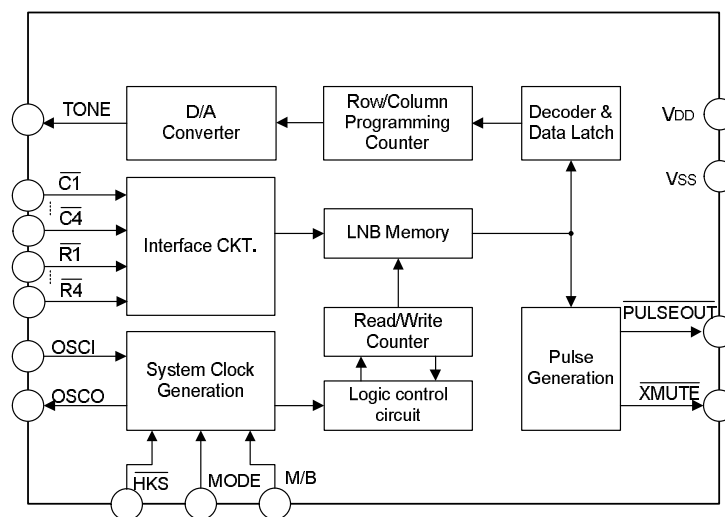 TONE
D/A
Converter
Row/Column
Programming
Counter
Decoder &
Data Latch
VDD
VSS
C1
C4
R1
R4
Interface CKT.
LNB Memory
Read/Write
Counter
PULSEOUT
OSCI
System Clock
Generation
Pulse
Generation
OSCO
Logic control
circuit
XMUTE
HKS
MODE
M/B